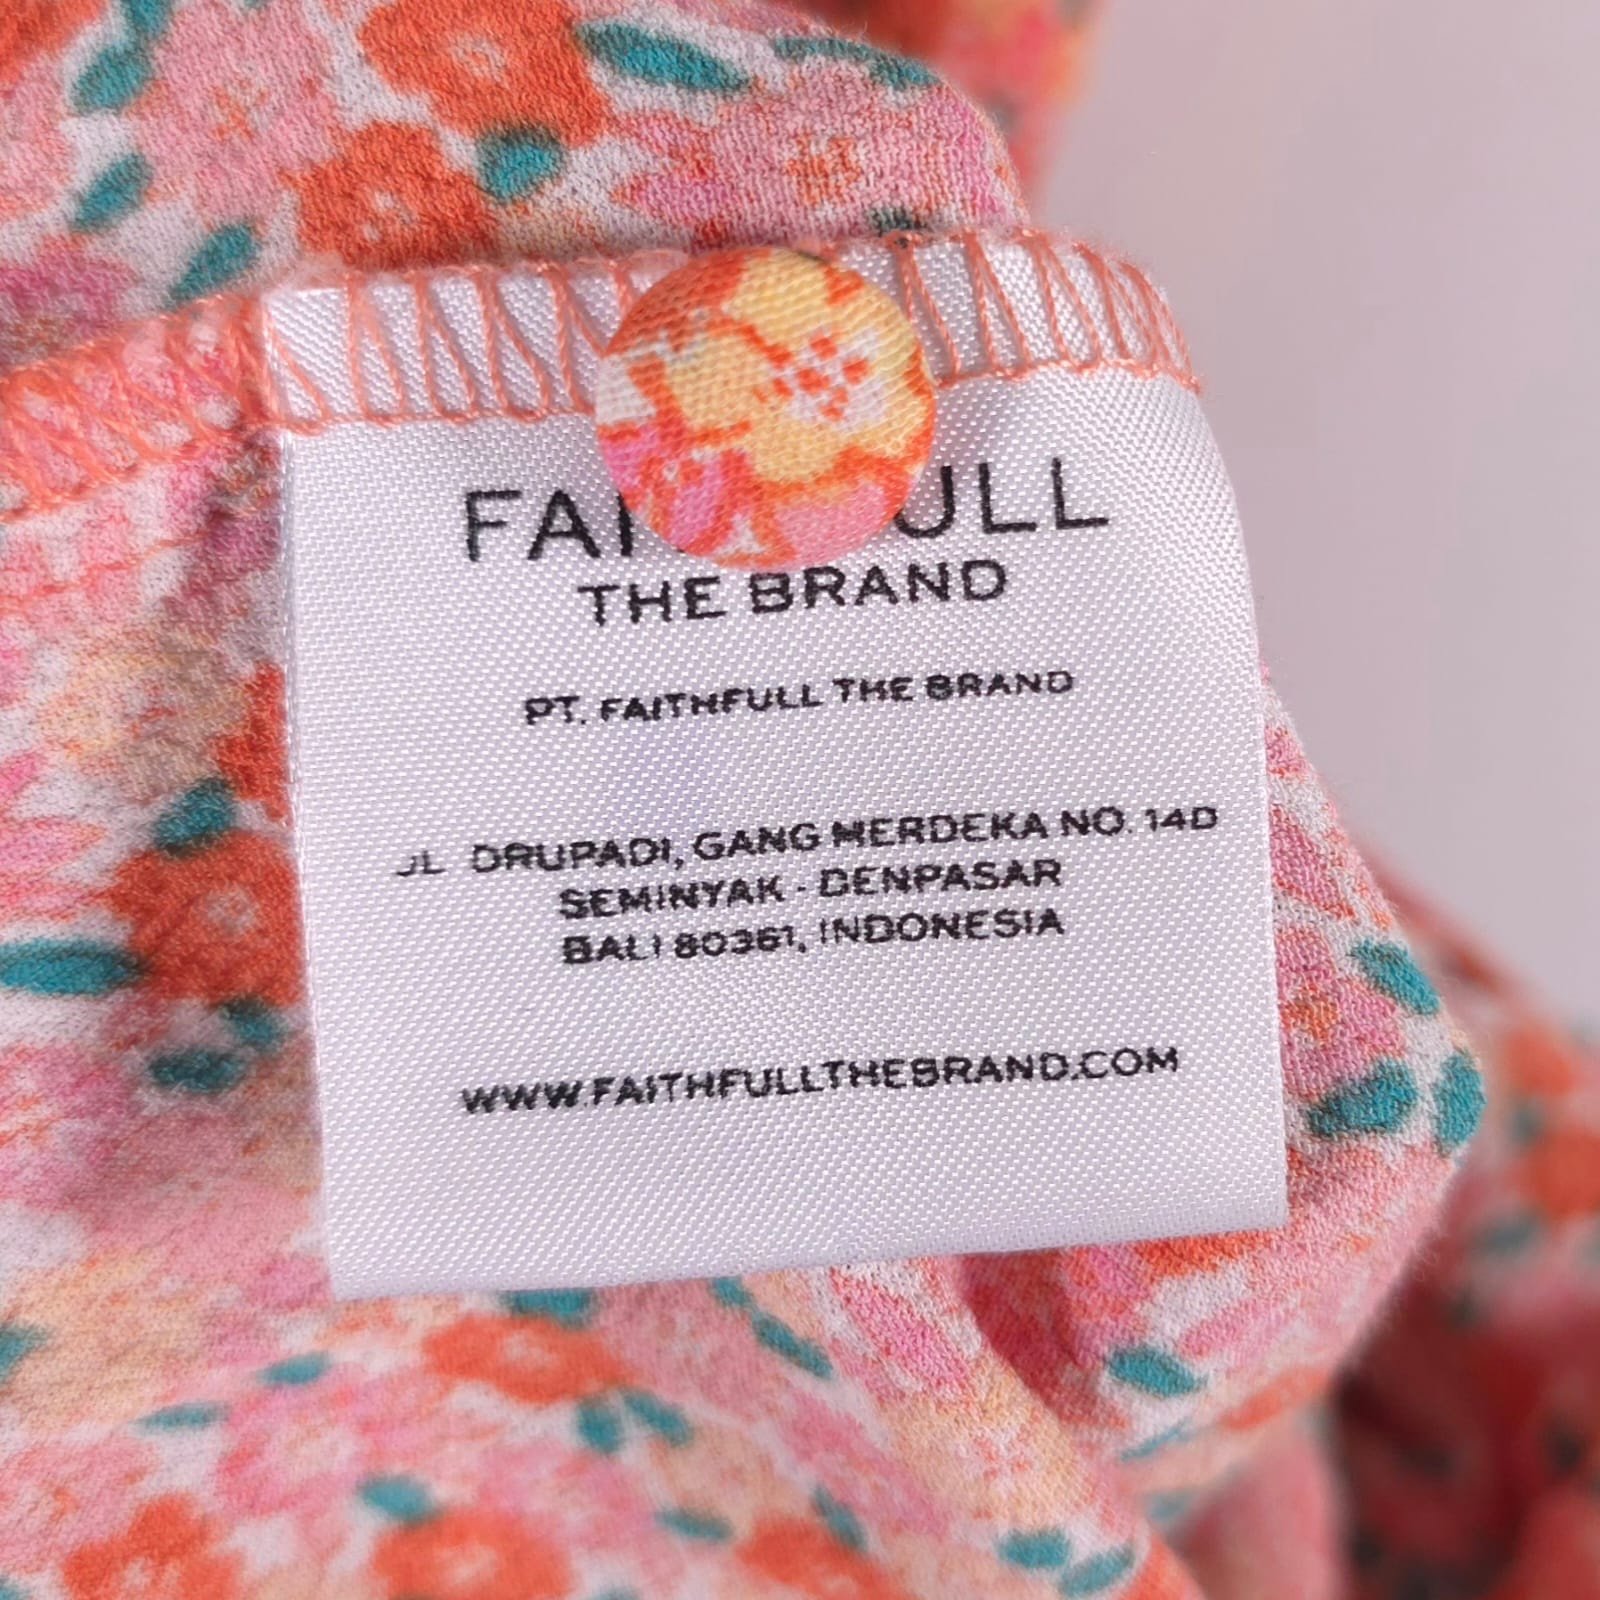 FAITHFULL
THE BRAND
PT. FAITHFULL THE BRAND
JL DRUPADI, GANG MERDEKA NO. 14D
SEMINYAK - DENPASAR
BALI 80361, INDONESIA
WWW.FAITHFULLTHEBRAND.COM